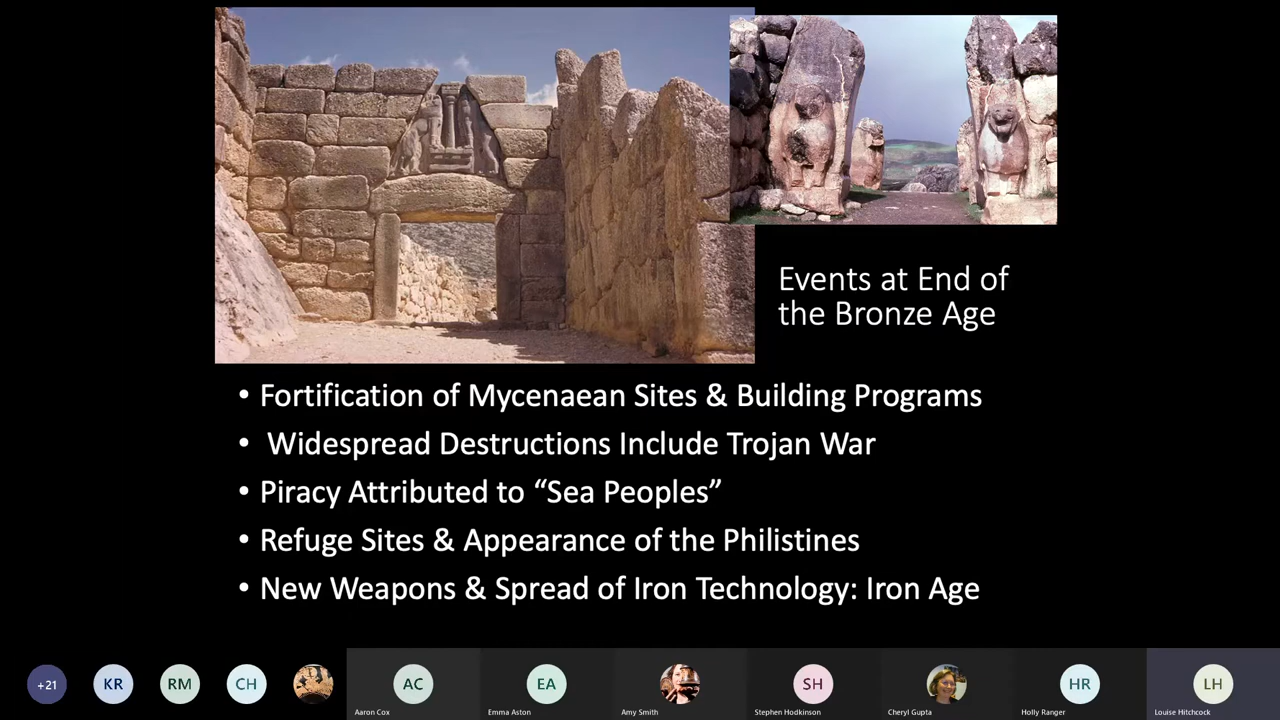 Events at End of
the Bronze Age
• Fortification of Mycenaean Sites & Building Programs
• Widespread Destructions Include Trojan War
• Piracy Attributed to “Sea Peoples”
• Refuge Sites & Appearance of the Philistines
• New Weapons & Spread of Iron Technology: Iron Age
+21
KR
RM
CH
AC
EA
SH
HR
LH
Aaron Cox
Emma Aston
Amy Smith
Stephen Hodkinson
Cheryl Gupta
Holly Ranger
Louise Hitchcock